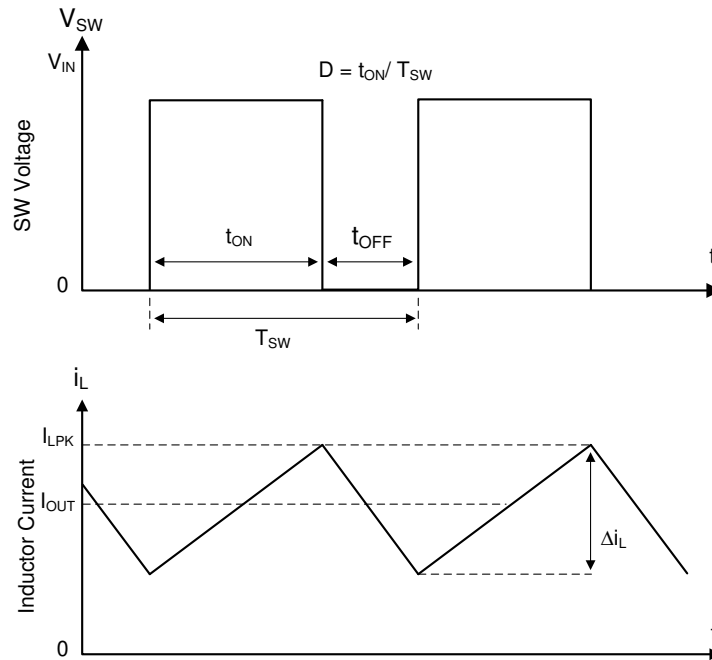 V_SW
V_IN
D = t_ON/ T_SW
SW Voltage
t_ON
t_OFF
t
0
T_SW
i_L
I_LPK
I_OUT
Inductor Current
Δi_L
0